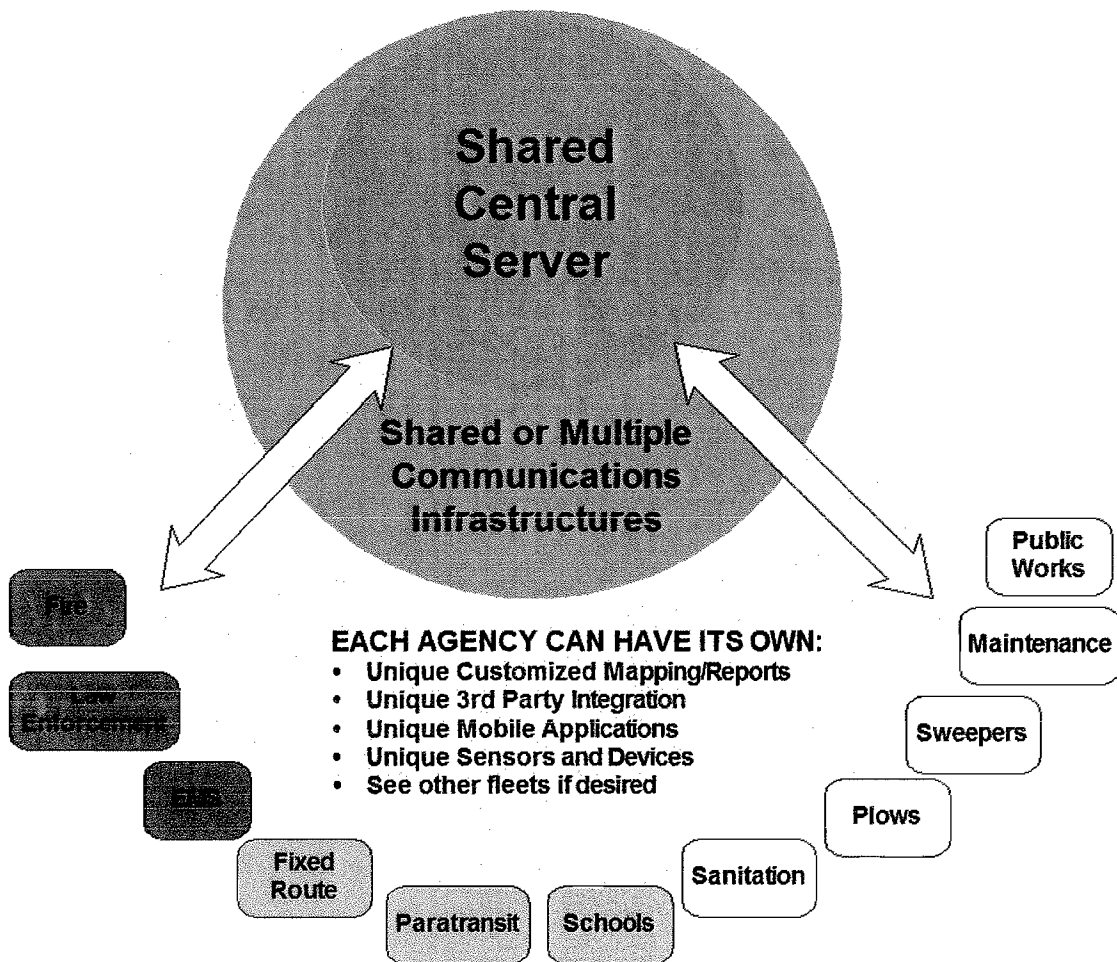 Shared
Central
Server
Shared or Multiple
Communications
Infrastructures
Public
Works
Fire
Maintenance
EACH AGENCY CAN HAVE ITS OWN:
• Unique Customized Mapping/Reports
• Unique 3rd Party Integration
• Unique Mobile Applications
• Unique Sensors and Devices
• See other fleets if desired
Law
Enforcement
Sweepers
EMS
Plows
Fixed
Route
Sanitation
Paratransit
Schools